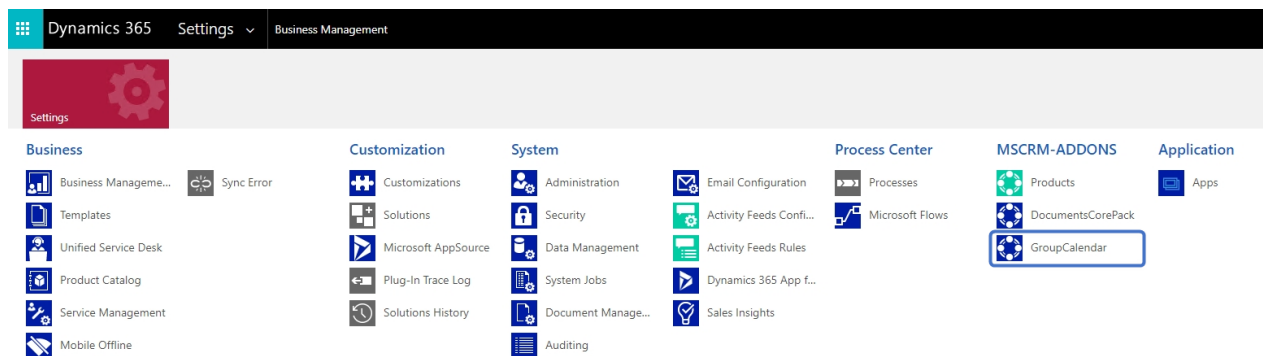 Dynamics 365 Settings Business Management
Settings
Business
Business Manageme...
Templates
Unified Service Desk
Product Catalog
Service Management
Mobile Offline
Sync Error
Customization
Customizations
Solutions
Microsoft AppSource
Plug-In Trace Log
Solutions History
System
Administration
Security
Data Management
System Jobs
Document Manage...
Auditing
Email Configuration
Activity Feeds Confi...
Activity Feeds Rules
Dynamics 365 App f...
Sales Insights
Process Center
Processes
Microsoft Flows
MSCRM-ADDONS
Products
DocumentsCorePack
GroupCalendar
Application
Apps